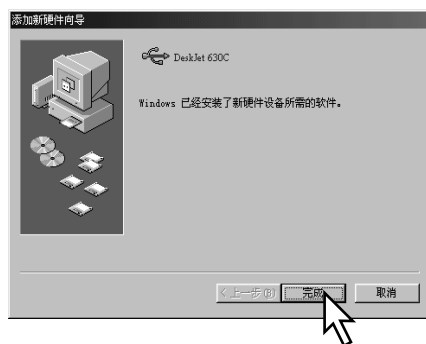 添加新硬件向导
DeskJet 630C
Windows 已经安装了新硬件设备所需的软件。
< 上一步(B)
完成
取消